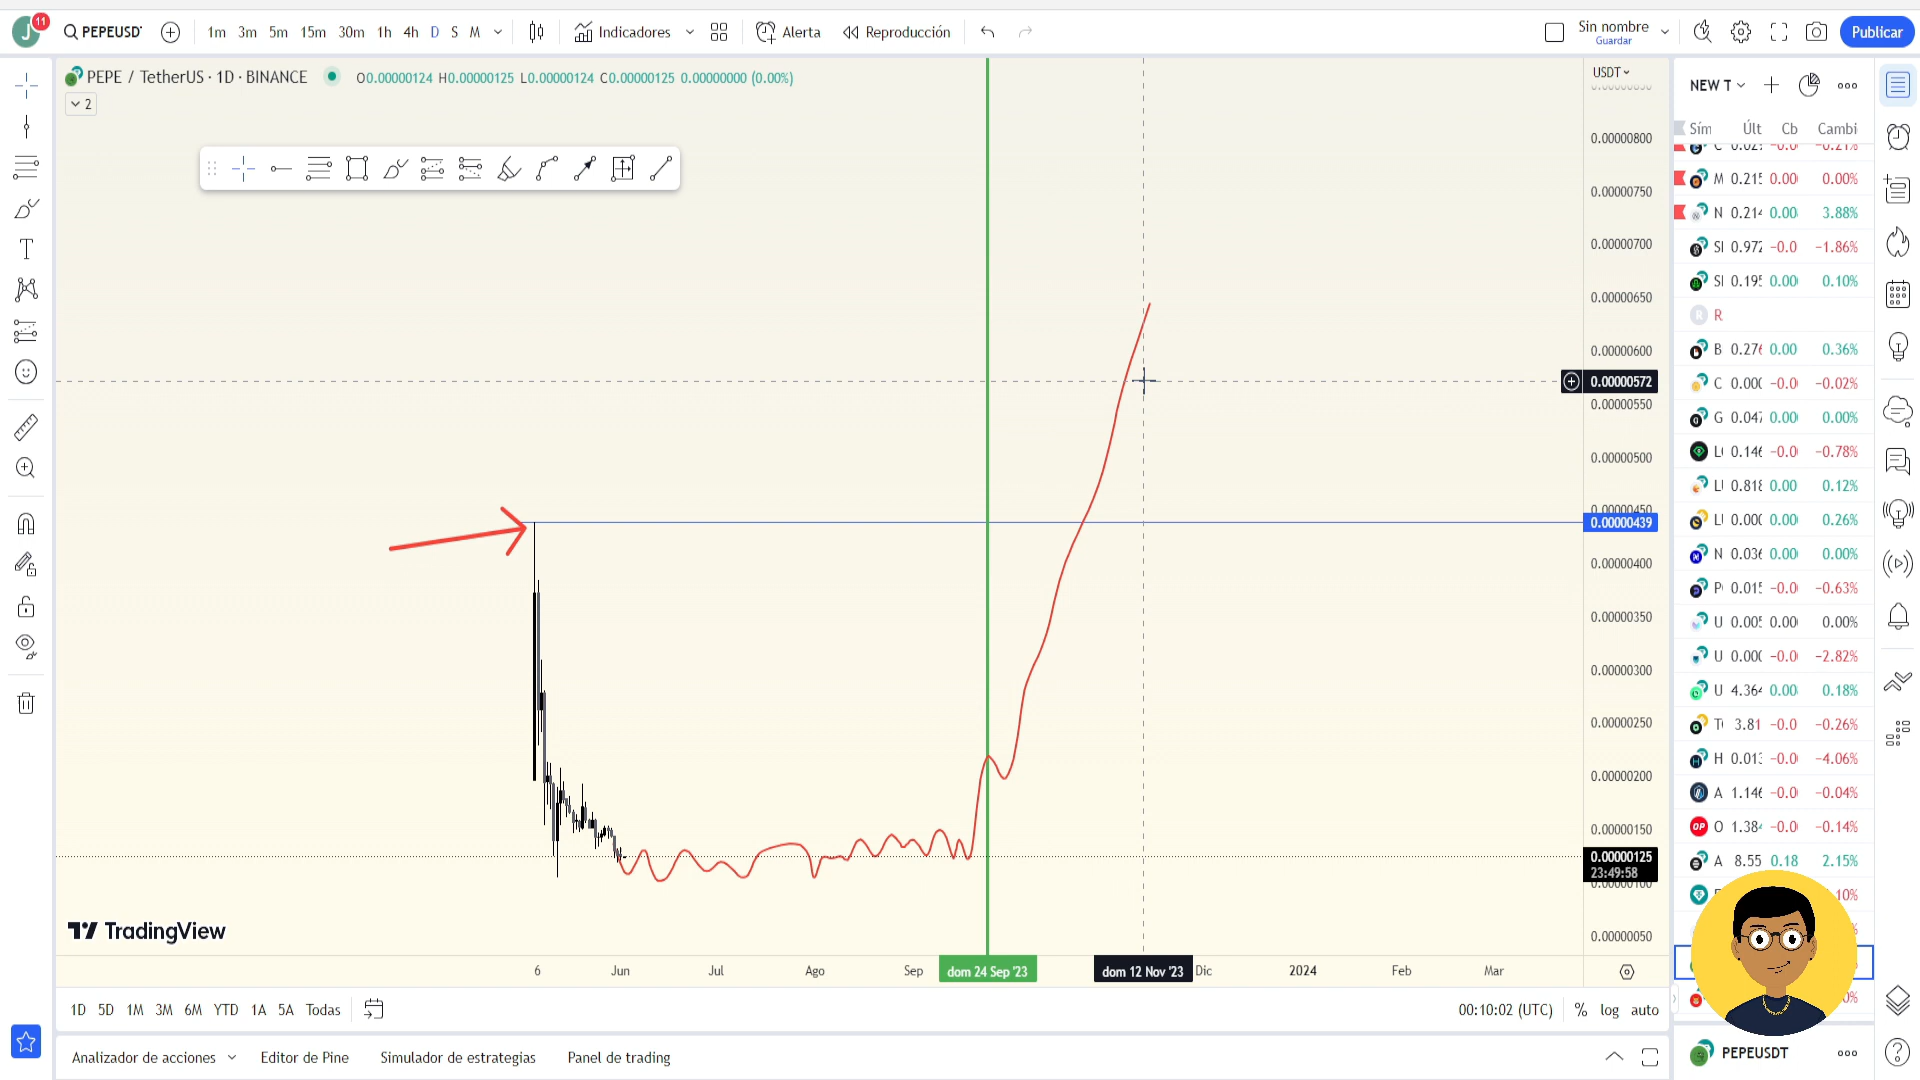 J 11 PEPEUSD 1m 3m 5m 15m 30m 1h 4h D S M Indicadores Alerta Reproducción Sin nombre Publicar
Guardar
PEPE / TetherUS · 1D · BINANCE O0.00000124 H0.00000125 L0.00000124 C0.00000125 0.00000000 (0.00%)
2
USDT
0.00000800
0.00000750
0.00000700
0.00000650
0.00000600
0.00000572
0.00000550
0.00000500
0.00000450
0.00000439
0.00000400
0.00000350
0.00000300
0.00000250
0.00000200
0.00000150
0.00000125
23:49:58
0.00000100
0.00000050
NEW T
Sím Últ Cb Cambi
M 0.215 0.00 0.00%
N 0.214 0.00 3.88%
SI 0.972 -0.0 -1.86%
SI 0.195 0.00 0.10%
R R
B 0.276 0.00 0.36%
C 0.000 -0.0 -0.02%
G 0.047 0.00 0.00%
L 0.146 -0.0 -0.78%
L 0.818 0.00 0.12%
L 0.000 0.00 0.26%
N 0.036 0.00 0.00%
P 0.015 -0.0 -0.63%
U 0.005 0.00 0.00%
U 0.000 -0.0 -2.82%
U 4.364 0.00 0.18%
T 3.81 -0.0 -0.26%
H 0.013 -0.0 -4.06%
A 1.146 -0.0 -0.04%
OP O 1.384 -0.0 -0.14%
A 8.55 0.18 2.15%
TradingView
6 Jun Jul Ago Sep dom 24 Sep '23 dom 12 Nov '23 Dic 2024 Feb Mar
1D 5D 1M 3M 6M YTD 1A 5A Todas 00:10:02 (UTC) % log auto
Analizador de acciones Editor de Pine Simulador de estrategias Panel de trading
PEPEUSDT